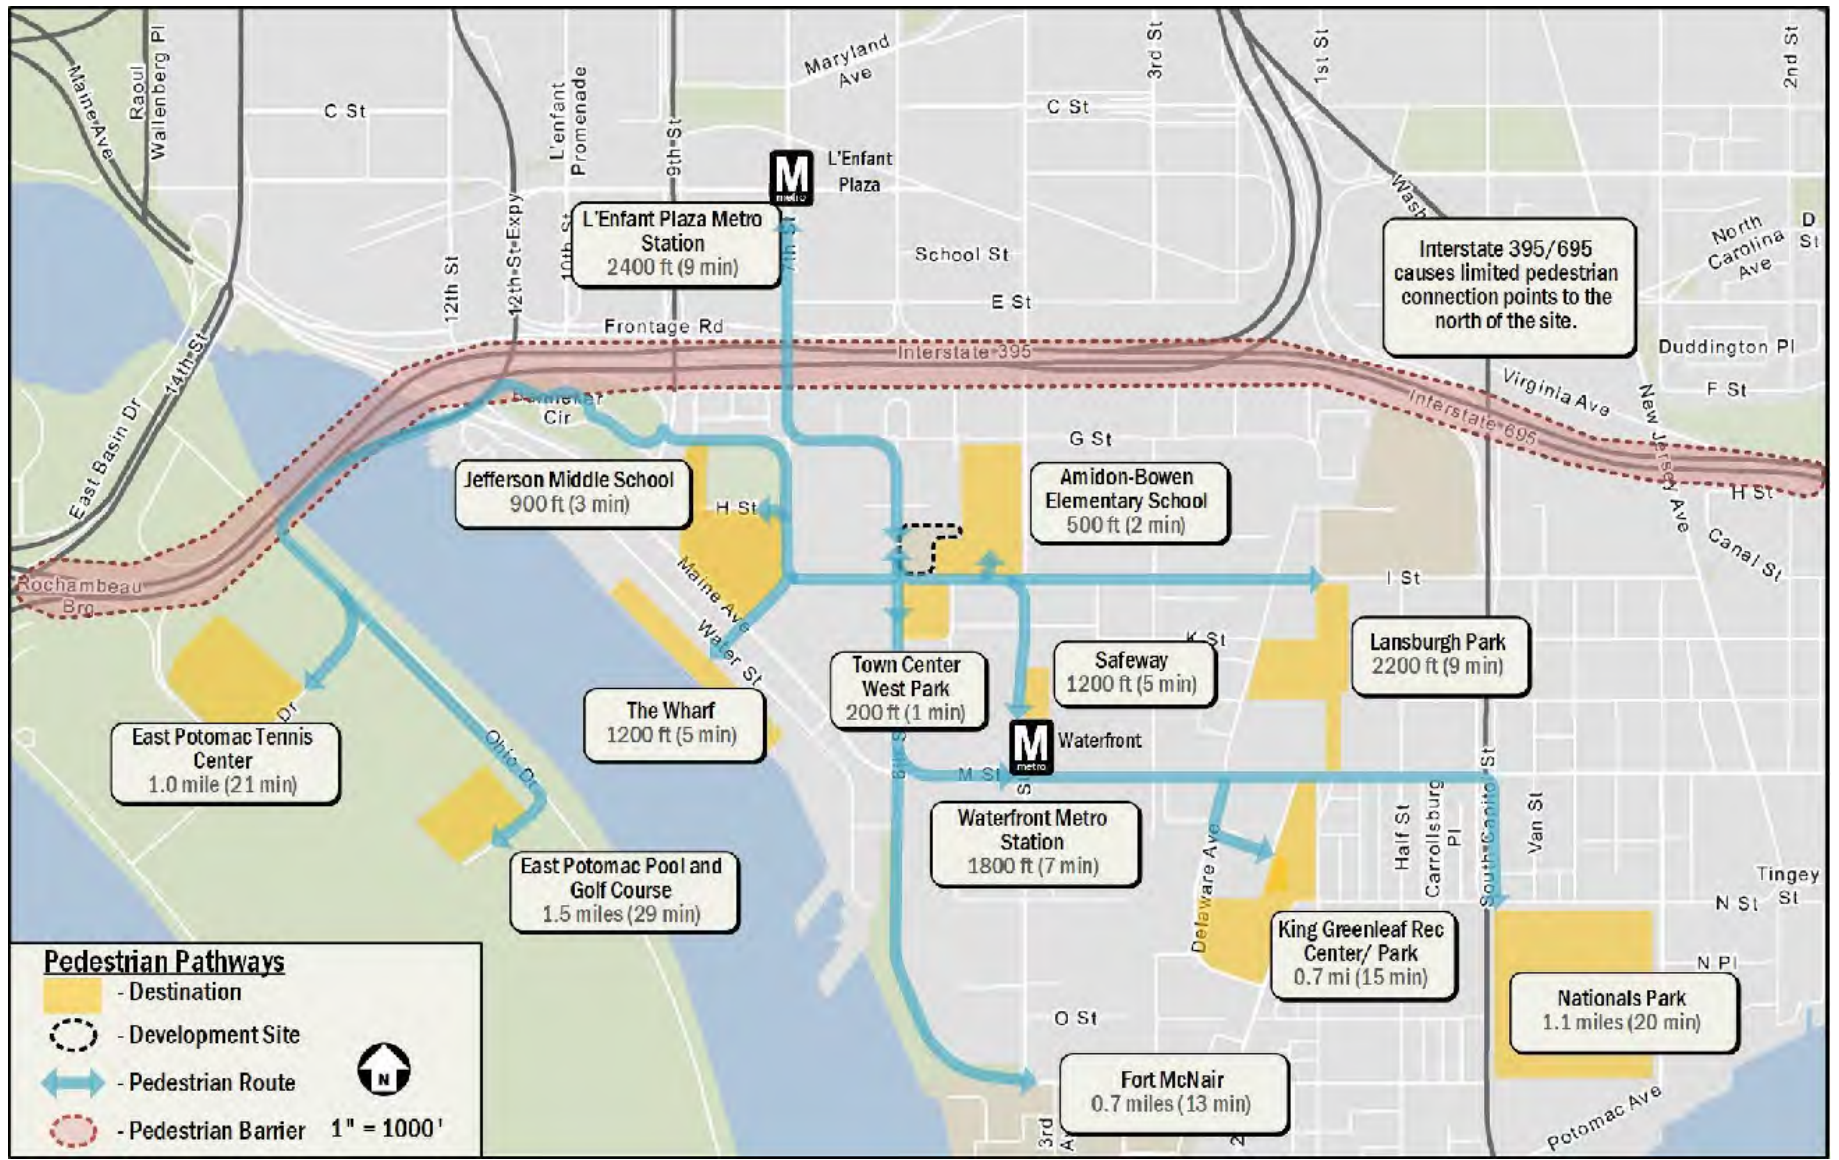 Maine Ave
Raoul
Wallenberg Pl
C St
L'enfant
Promenade
9th St
Maryland
Ave
3rd St
C St
1st St
2nd St
M
metro
L'Enfant
Plaza
L'Enfant Plaza Metro
Station
2400 ft (9 min)
7th St
12th St
12th St Expy
10th St
School St
E St
Frontage Rd
Wash
Interstate 395/695
causes limited pedestrian
connection points to the
north of the site.
North
Carolina
Ave
D
St
Duddington Pl
F St
Virginia Ave
New Jersey Ave
Interstate 395
Interstate 695
H St
Canal St
14th St
East Basin Dr
Cir
G St
Jefferson Middle School
900 ft (3 min)
H St
Amidon-Bowen
Elementary School
500 ft (2 min)
Rochambeau
Brg
Maine Ave
Water St
I St
K St
Town Center
West Park
200 ft (1 min)
Safeway
1200 ft (5 min)
Lansburgh Park
2200 ft (9 min)
The Wharf
1200 ft (5 min)
M
metro
Waterfront
M St
Dr
East Potomac Tennis
Center
1.0 mile (21 min)
Ohio Dr
Waterfront Metro
Station
1800 ft (7 min)
East Potomac Pool and
Golf Course
1.5 miles (29 min)
Delaware Ave
Half St
Carrollsburg
Pl
South Capitol St
Van St
Tingey
St
N St
N Pl
King Greenleaf Rec
Center/ Park
0.7 mi (15 min)
Nationals Park
1.1 miles (20 min)
O St
Fort McNair
0.7 miles (13 min)
3rd
A
2
Potomac Ave
Pedestrian Pathways
- Destination
- Development Site
- Pedestrian Route
- Pedestrian Barrier
N
1" = 1000'